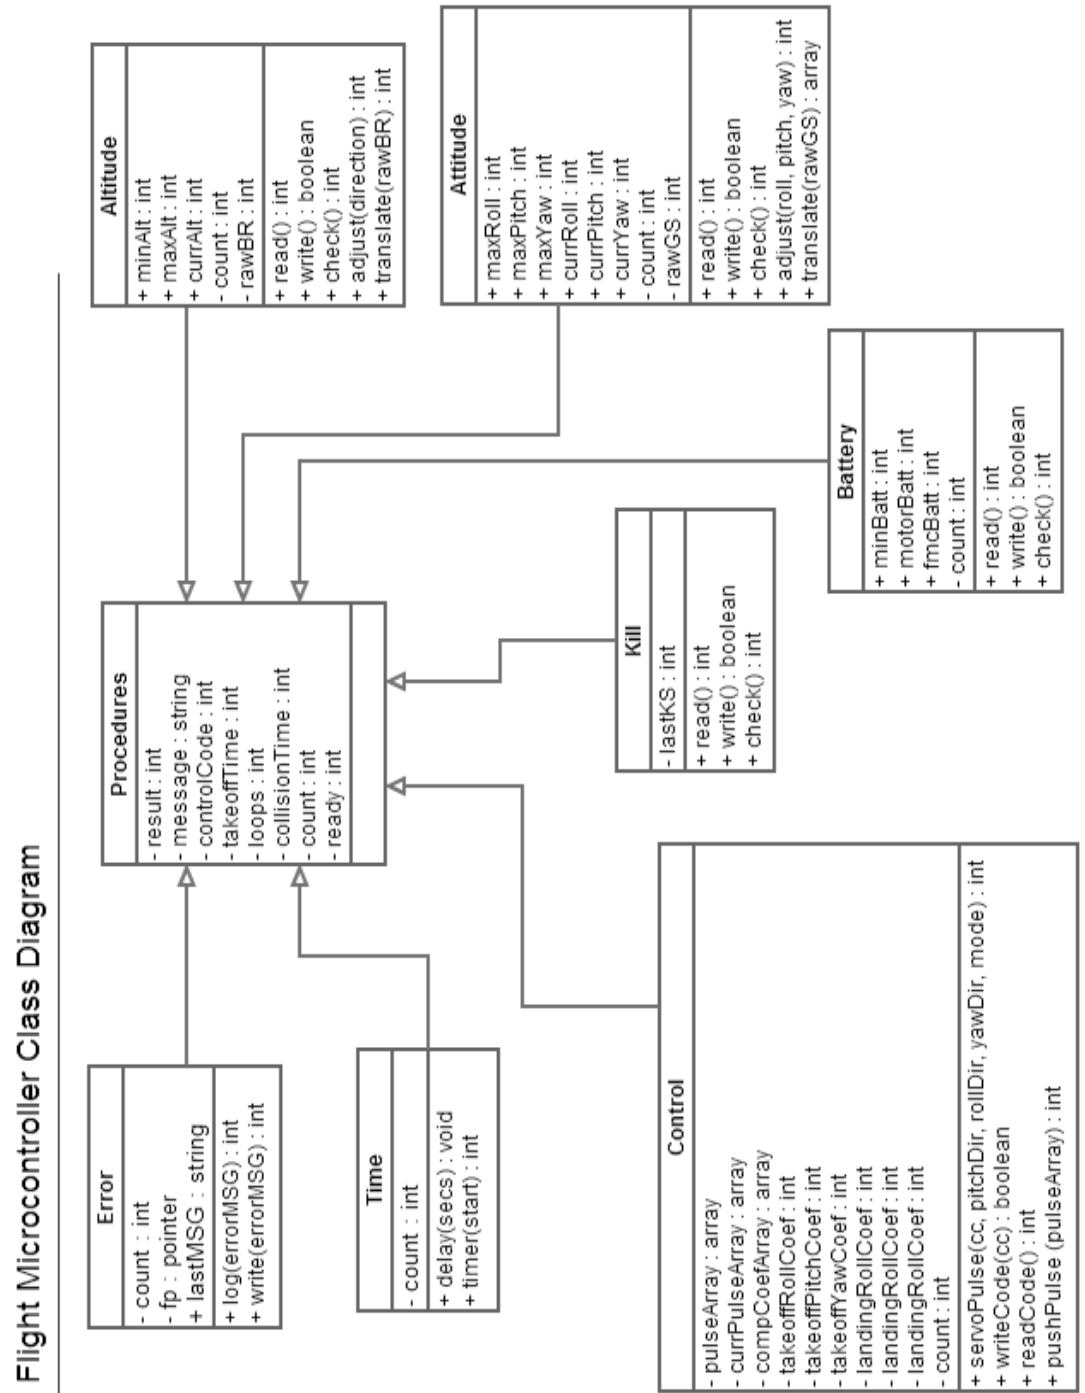 Flight Microcontroller Class Diagram
Error
- count : int
- fp : pointer
+ lastMSG : string
+ log(errorMSG) : int
+ write(errorMSG) : int
Procedures
- result : int
- message : string
- controlCode : int
- takeoffTime : int
- loops : int
- collisionTime : int
- count : int
- ready : int
Altitude
+ minAlt : int
+ maxAlt : int
+ currAlt : int
- count : int
- rawBR : int
+ read() : int
+ write() : boolean
+ check() : int
+ adjust(direction) : int
+ translate(rawBR) : int
Time
- count : int
+ delay(secs) : void
+ timer(start) : int
Attitude
+ maxRoll : int
+ maxPitch : int
+ maxYaw : int
+ currRoll : int
+ currPitch : int
+ currYaw : int
- count : int
- rawGS : int
+ read() : int
+ write() : boolean
+ check() : int
+ adjust(roll, pitch, yaw) : int
+ translate(rawGS) : array
Control
- pulseArray : array
- currPulseArray : array
- compCoefArray : array
- takeoffRollCoef : int
- takeoffPitchCoef : int
- takeoffYawCoef : int
- landingRollCoef : int
- landingRollCoef : int
- landingRollCoef : int
- count : int
+ servoPulse(cc, pitchDir, rollDir, yawDir, mode) : int
+ writeCode(cc) : boolean
+ readCode() : int
+ pushPulse (pulseArray) : int
Kill
- lastKS : int
+ read() : int
+ write() : boolean
+ check() : int
Battery
+ minBatt : int
+ motorBatt : int
+ fmcBatt : int
- count : int
+ read() : int
+ write() : boolean
+ check() : int